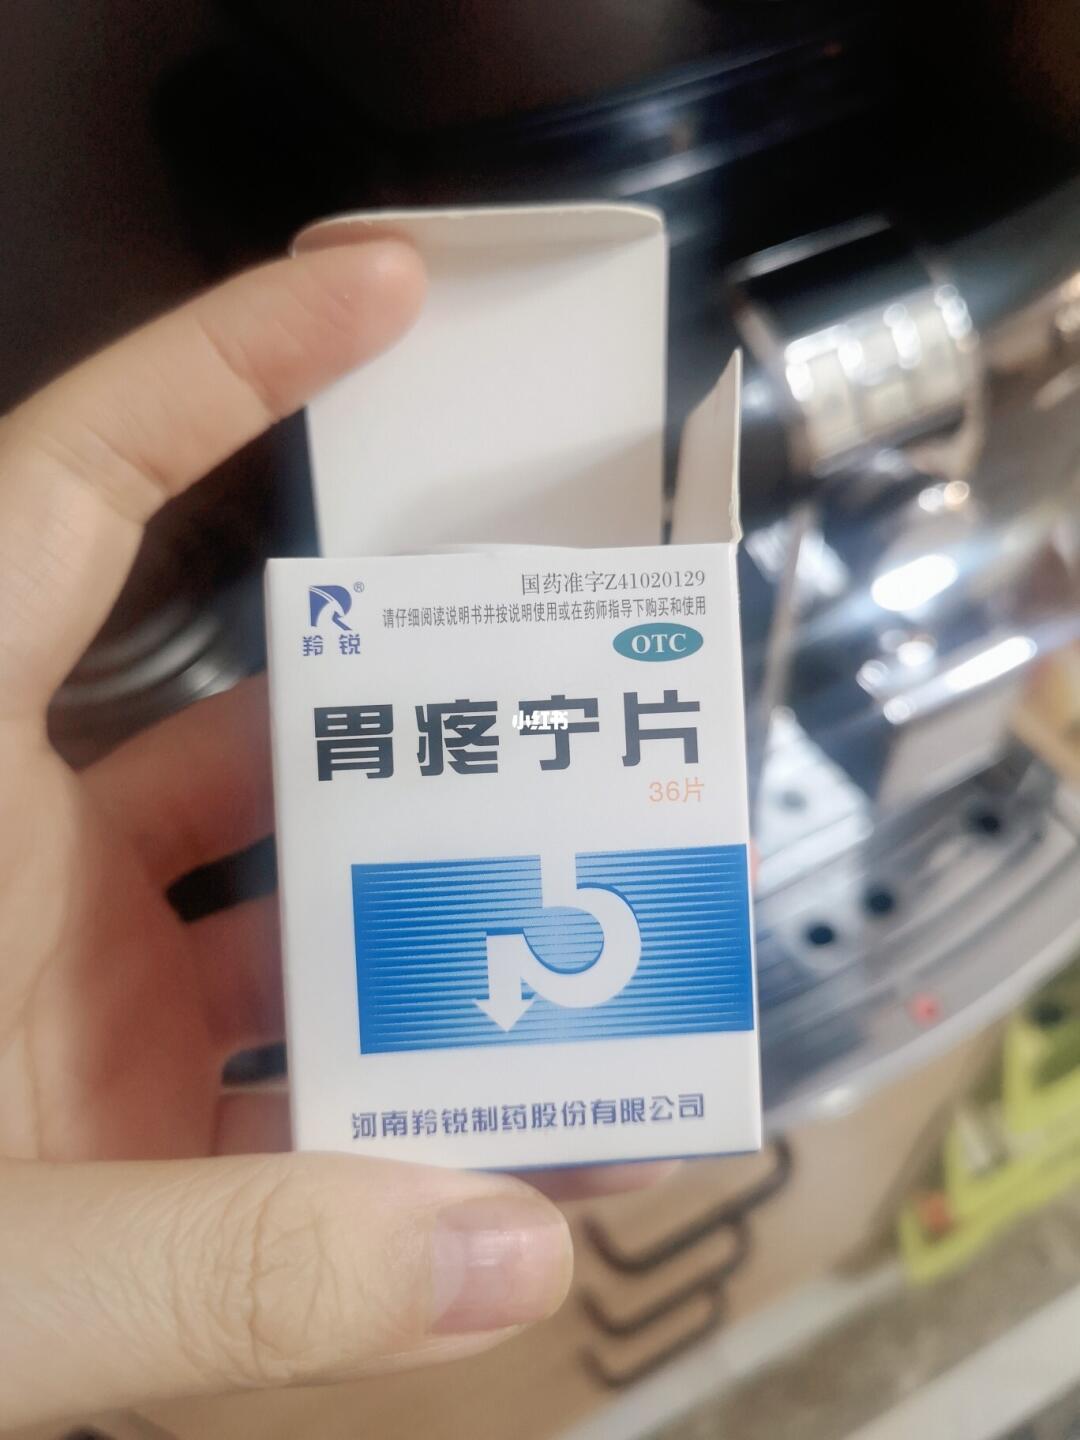 国药准字Z41020129
请仔细阅读说明书并按说明使用或在药师指导下购买和使用
®
羚锐
OTC
胃疼宁片
小红书
36片
河南羚锐制药股份有限公司